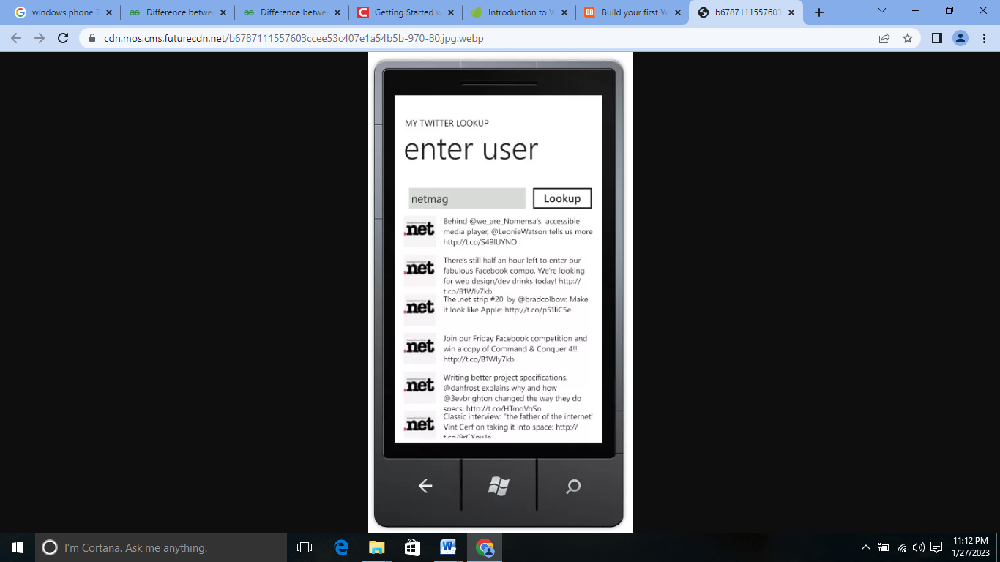 windows phone 7
Difference betwe
Difference betwe
Getting Started w
Introduction to W
Build your first W
b6787111557603
cdn.mos.cms.futurecdn.net/b6787111557603ccee53c407e1a54b5b-970-80.jpg.webp
MY TWITTER LOOKUP
enter user
netmag
Lookup
.net
Behind @we_are_Nomensa's accessible
media player, @LeonieWatson tells us more
http://t.co/S49IUYNO
.net
There's still half an hour left to enter our
fabulous Facebook compo. We're looking
for web design/dev drinks today! http://
t.co/B1WIy7kb
.net
The .net strip #20, by @bradcolbow: Make
it look like Apple: http://t.co/p51IiC5e
.net
Join our Friday Facebook competition and
win a copy of Command & Conquer 4!!
http://t.co/B1WIy7kb
.net
Writing better project specifications.
@danfrost explains why and how
@3evbrighton changed the way they do
specs: http://t.co/HTmqVqSn
.net
Classic interview: "the father of the internet'
Vint Cerf on taking it into space: http://
I'm Cortana. Ask me anything.
11:12 PM
1/27/2023